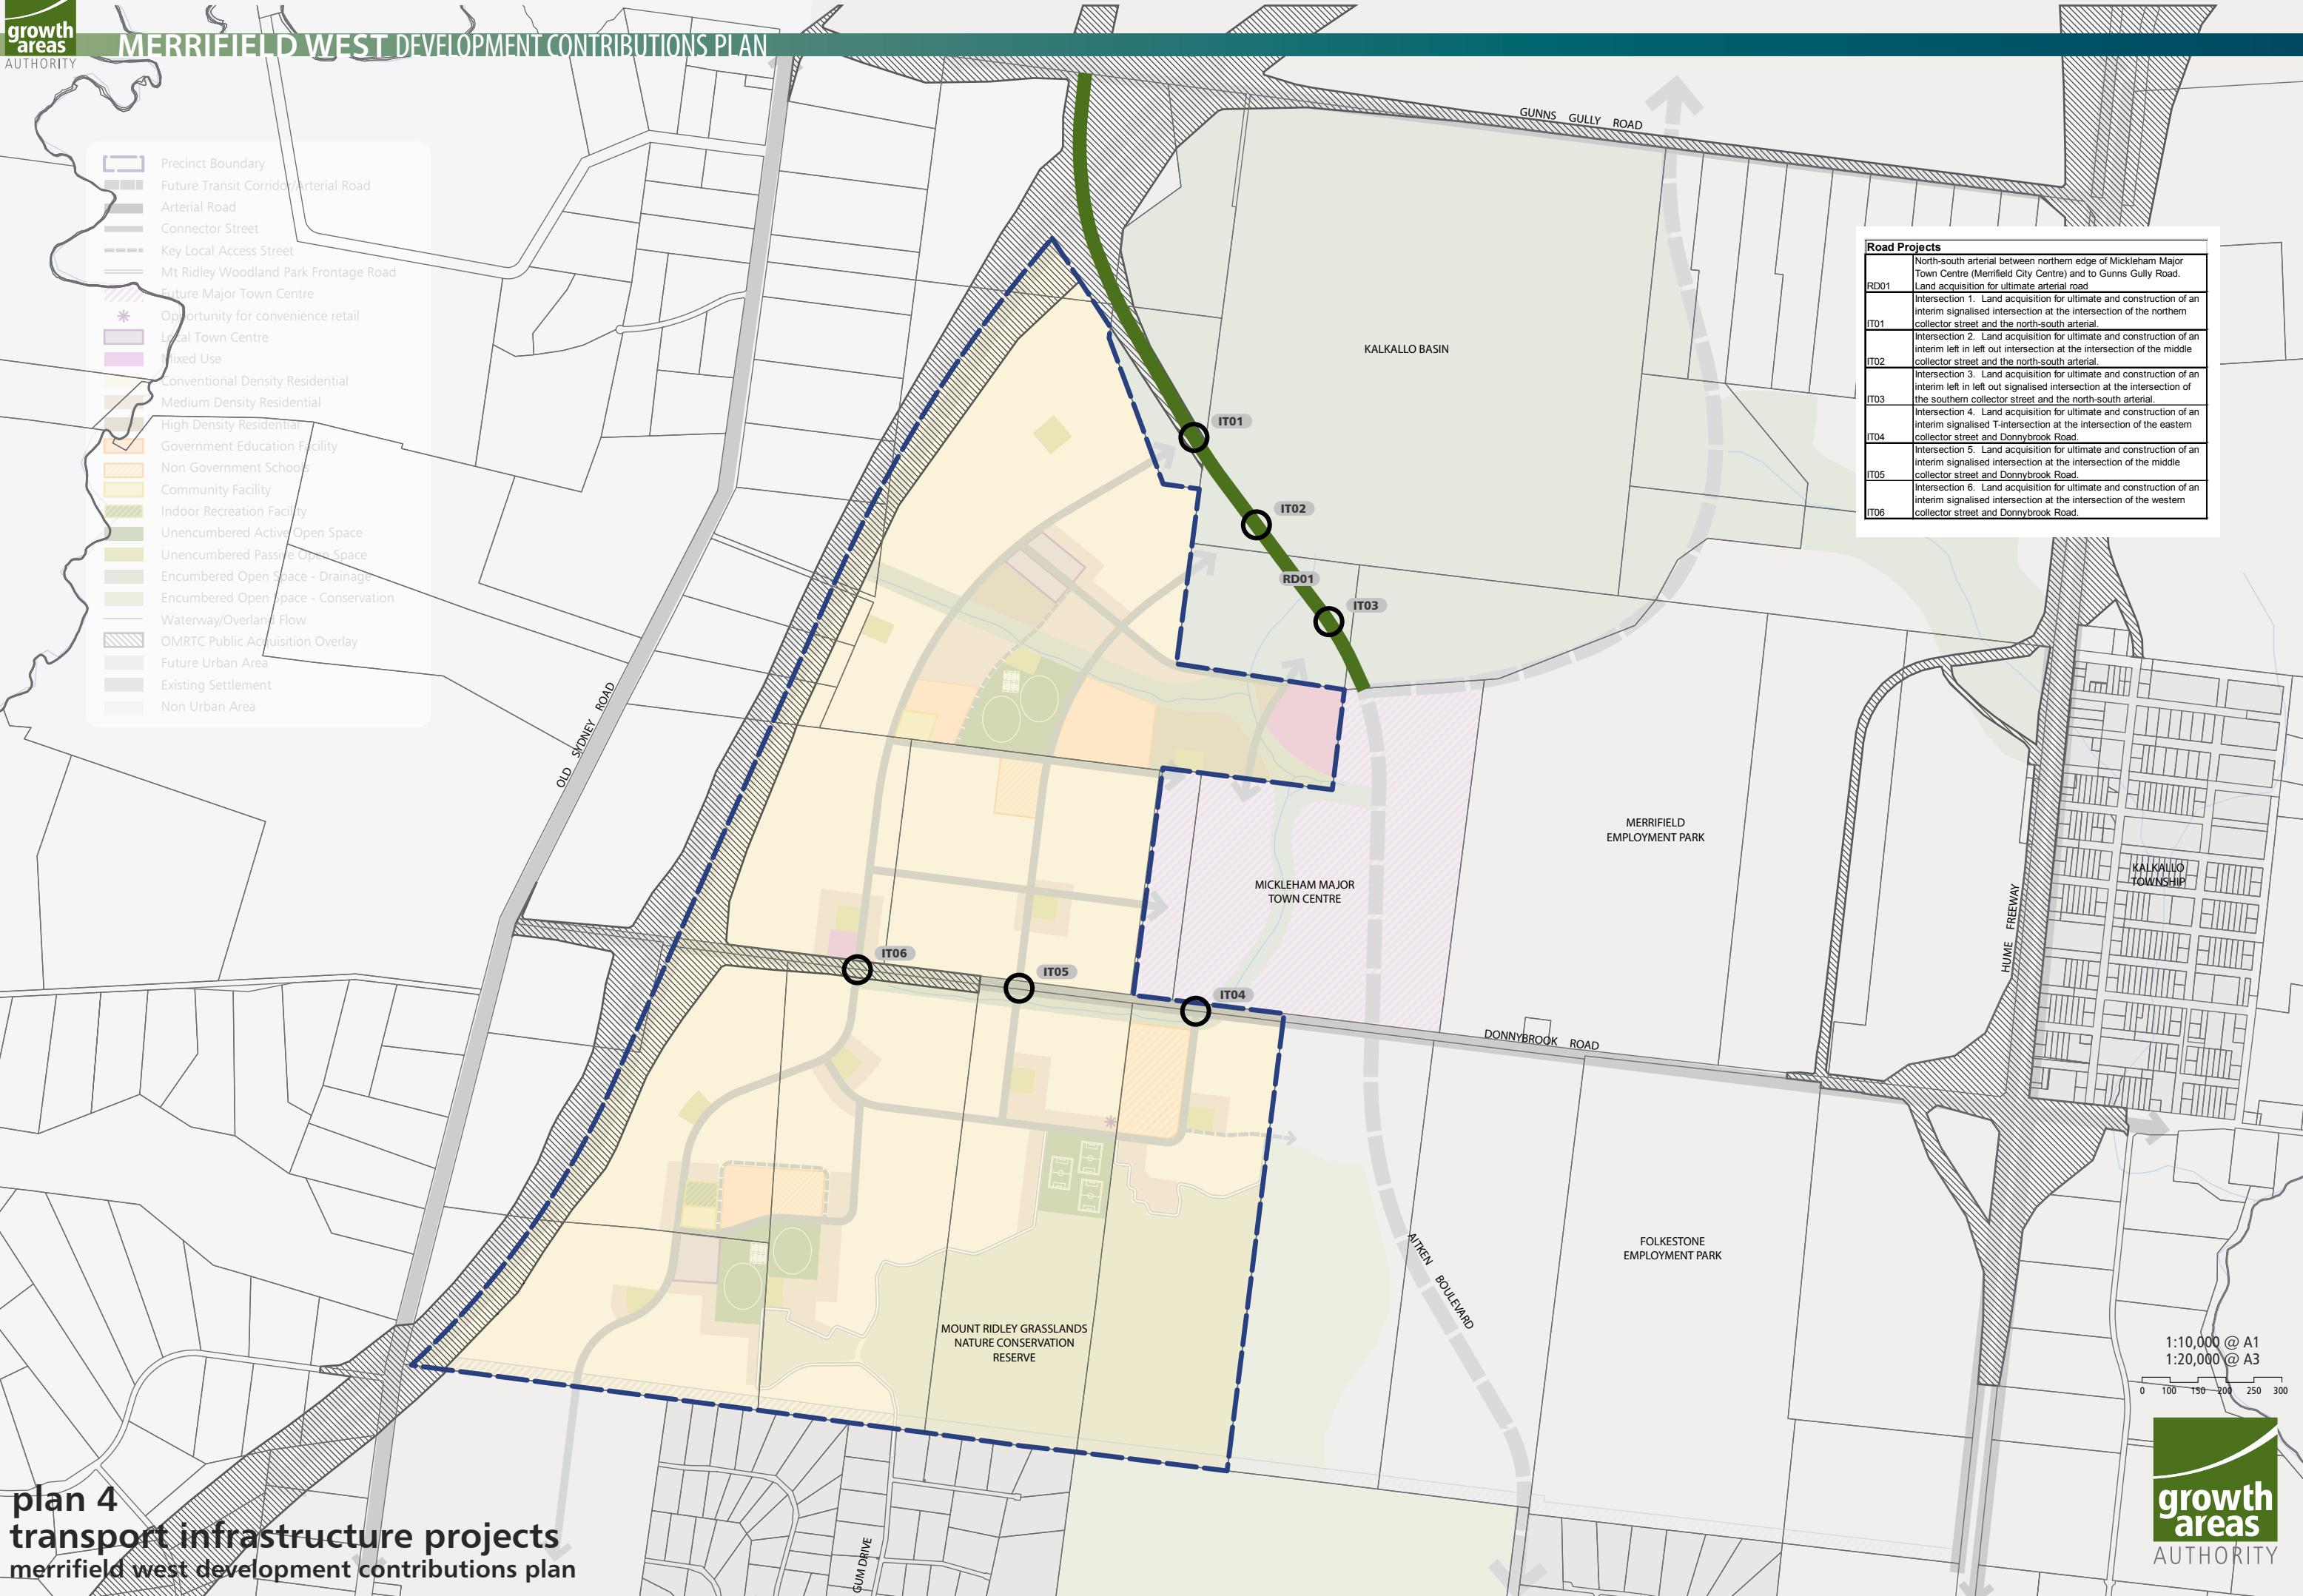 growth
areas
AUTHORITY
MERRIFIELD WEST DEVELOPMENT CONTRIBUTIONS PLAN
Precinct Boundary
Future Transit Corridor/Arterial Road
Arterial Road
Connector Street
Key Local Access Street
Mt Ridley Woodland Park Frontage Road
Future Major Town Centre
Opportunity for convenience retail
Local Town Centre
Mixed Use
Conventional Density Residential
Medium Density Residential
High Density Residential
Government Education Facility
Non Government Schools
Community Facility
Indoor Recreation Facility
Unencumbered Active Open Space
Unencumbered Passive Open Space
Encumbered Open Space - Drainage
Encumbered Open Space - Conservation
Waterway/Overland Flow
OMRTC Public Acquisition Overlay
Future Urban Area
Existing Settlement
Non Urban Area
GUNNS GULLY ROAD
Road Projects
North-south arterial between northern edge of Mickleham Major
Town Centre (Merrifield City Centre) and to Gunns Gully Road.
RD01 Land acquisition for ultimate arterial road
Intersection 1. Land acquisition for ultimate and construction of an
interim signalised intersection at the intersection of the northern
IT01 collector street and the north-south arterial.
Intersection 2. Land acquisition for ultimate and construction of an
interim left in left out intersection at the intersection of the middle
IT02 collector street and the north-south arterial.
Intersection 3. Land acquisition for ultimate and construction of an
interim left in left out signalised intersection at the intersection of
IT03 the southern collector street and the north-south arterial.
Intersection 4. Land acquisition for ultimate and construction of an
interim signalised T-intersection at the intersection of the eastern
IT04 collector street and Donnybrook Road.
Intersection 5. Land acquisition for ultimate and construction of an
interim signalised intersection at the intersection of the middle
IT05 collector street and Donnybrook Road.
Intersection 6. Land acquisition for ultimate and construction of an
interim signalised intersection at the intersection of the western
IT06 collector street and Donnybrook Road.
KALKALLO BASIN
IT01
IT02
RD01
IT03
OLD SYDNEY ROAD
MERRIFIELD
EMPLOYMENT PARK
MICKLEHAM MAJOR
TOWN CENTRE
KALKALLO
TOWNSHIP
HUME FREEWAY
IT06
IT05
IT04
DONNYBROOK ROAD
AITKEN BOULEVARD
FOLKESTONE
EMPLOYMENT PARK
MOUNT RIDLEY GRASSLANDS
NATURE CONSERVATION
RESERVE
1:10,000 @ A1
1:20,000 @ A3
0 100 150 200 250 300
GUM DRIVE
plan 4
transport infrastructure projects
merrifield west development contributions plan
growth
areas
AUTHORITY